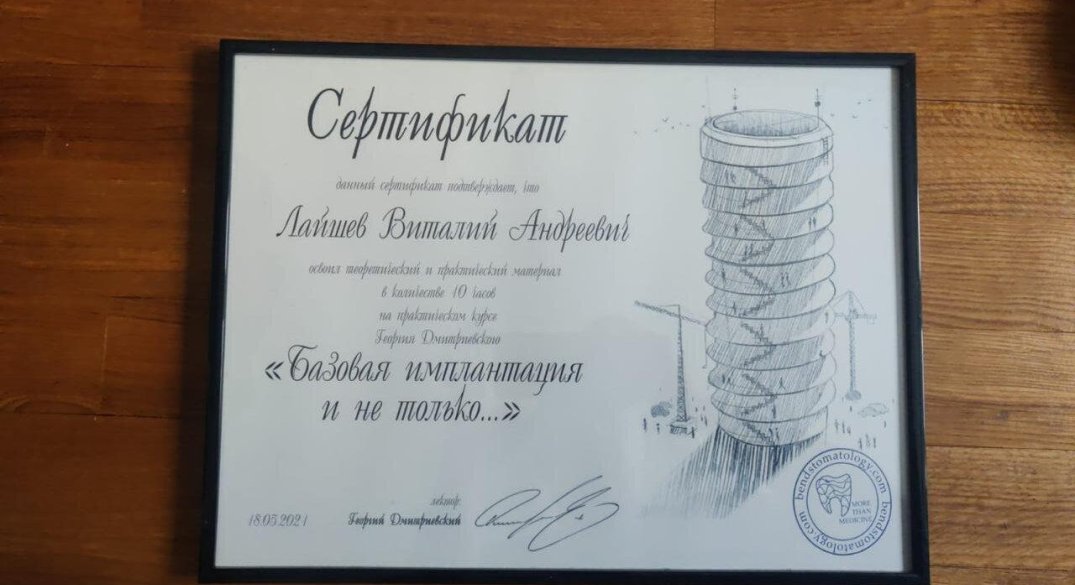 Сертификат
данный сертификат подтверждает, что
Лайшев Виталий Андреевич
освоил теоретический и практический материал
в количестве 10 часов
на практическом курсе
Георгия Дмитриевского
«Базовая имплантация
и не только...»
лектор:
18.05.2021 Георгий Дмитриевский
bendstomatology.com bendstomatology.com
MORE
THAN
MEDICINE